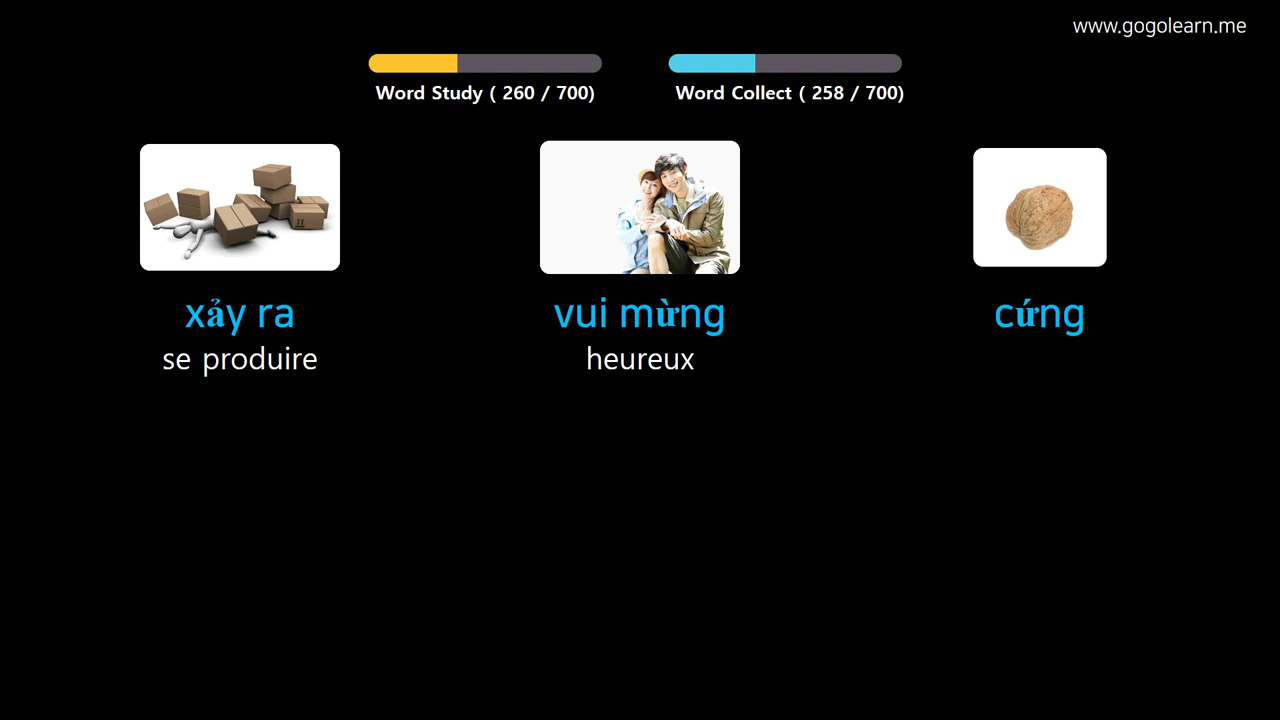 www.gogolearn.me
Word Study ( 260 / 700)
Word Collect ( 258 / 700)
xảy ra
se produire
vui mừng
heureux
cứng